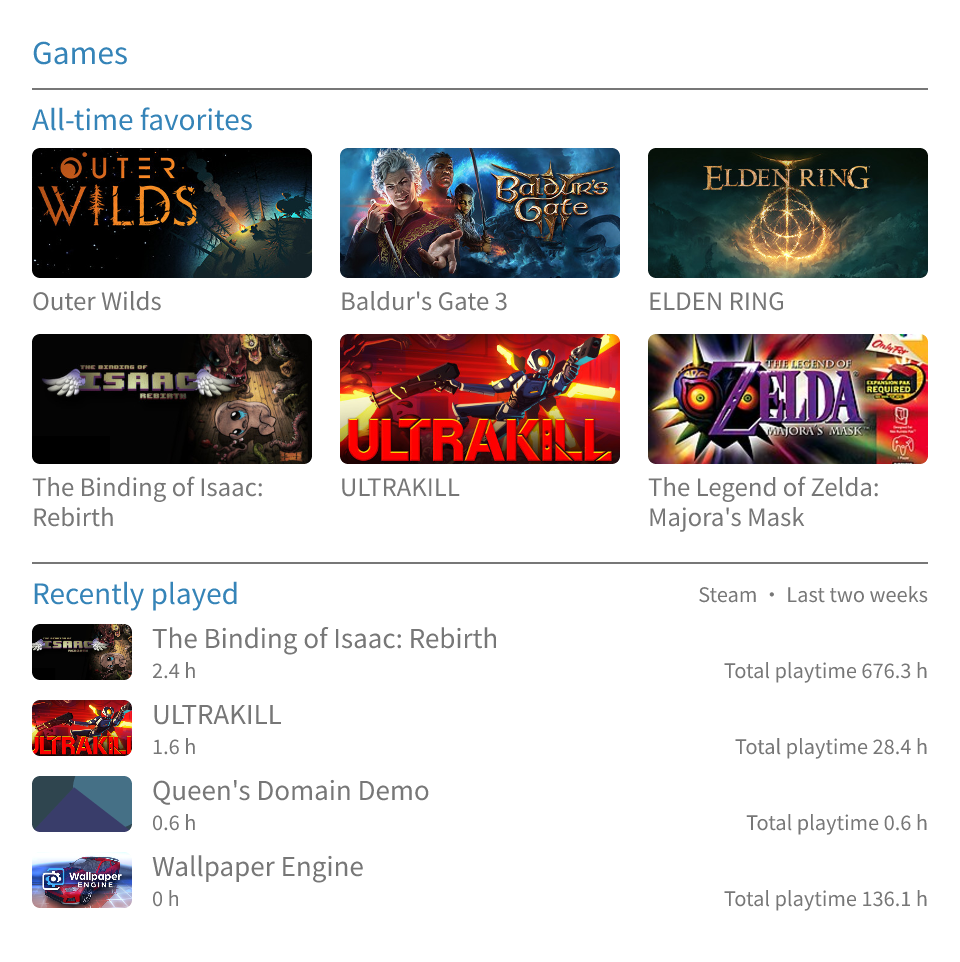 Games
All-time favorites
OUTER
WILDS
BALDUR'S
GATE
ELDEN RING
Outer Wilds
Baldur's Gate 3
ELDEN RING
THE BINDING OF
ISAAC
REBIRTH
ULTRAKILL
THE LEGEND OF
ZELDA
MAJORA'S MASK
Only For
EXPANSION PAK
REQUIRED
The Binding of Isaac:
Rebirth
ULTRAKILL
The Legend of Zelda:
Majora's Mask
Recently played
Steam • Last two weeks
ISAAC
The Binding of Isaac: Rebirth
2.4 h
Total playtime 676.3 h
ULTRAKILL
ULTRAKILL
1.6 h
Total playtime 28.4 h
Queen's Domain Demo
0.6 h
Total playtime 0.6 h
Wallpaper
ENGINE
Wallpaper Engine
0 h
Total playtime 136.1 h